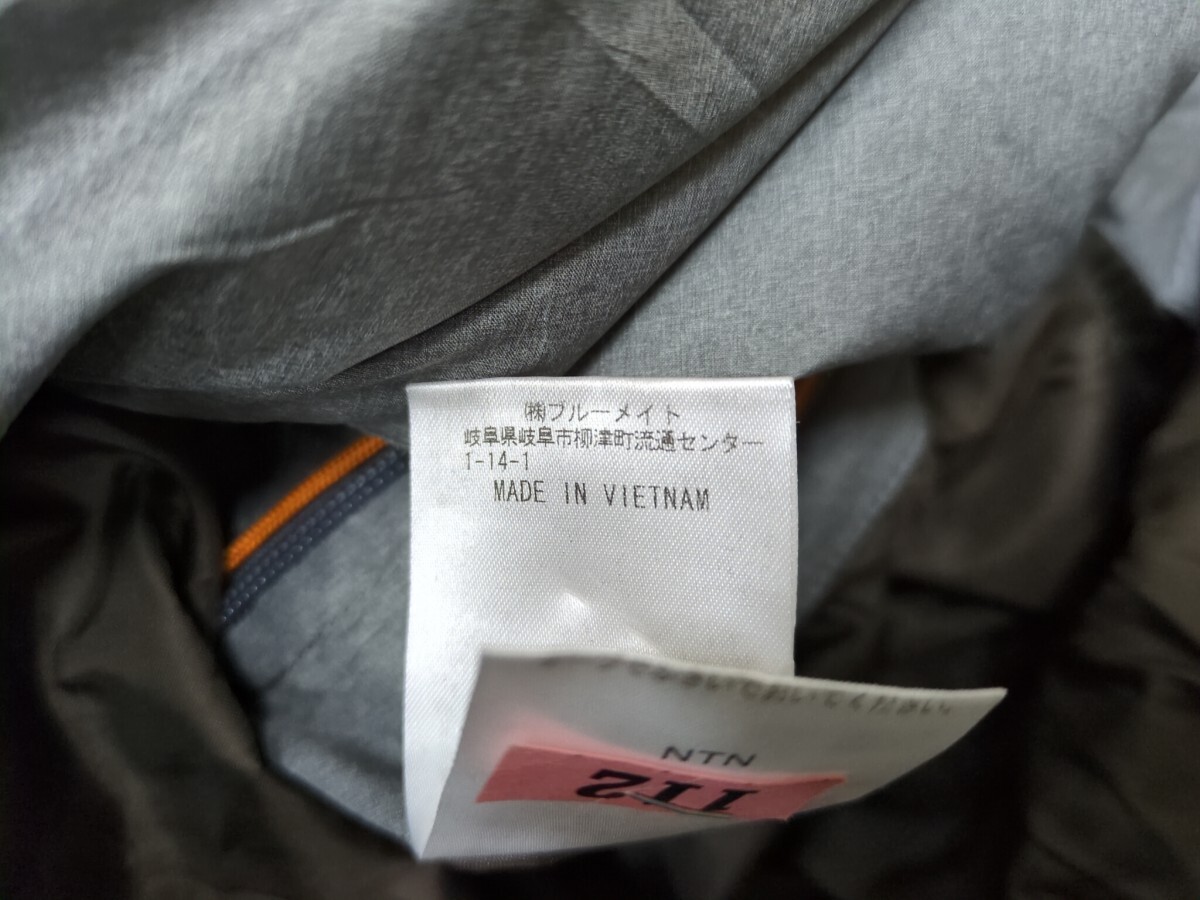 ㈱ブルーメイト
岐阜県岐阜市柳津町流通センター
1-14-1
MADE IN VIETNAM
NTN
112